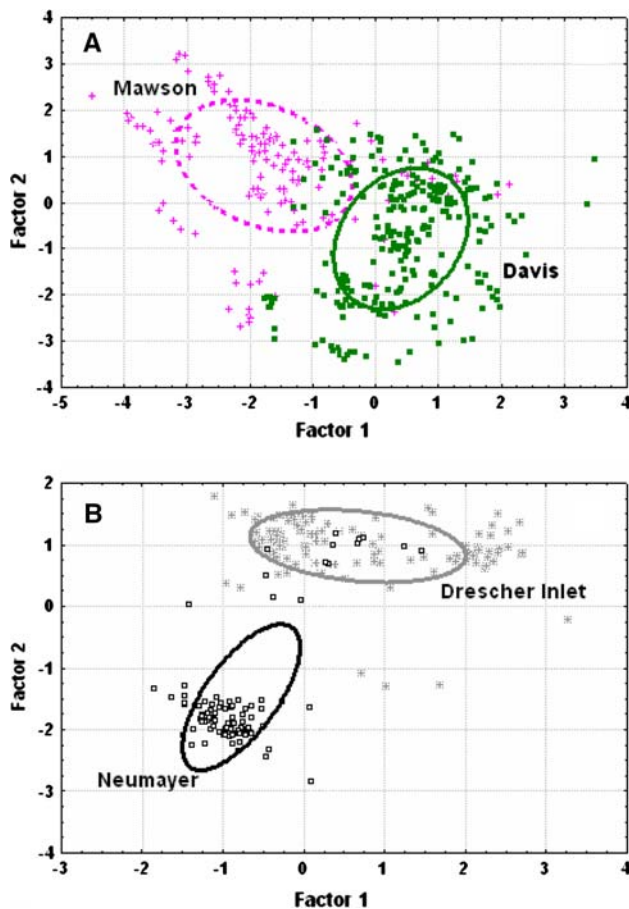 A
Mawson
Davis
Factor 2
4
3
2
1
0
-1
-2
-3
-4
-5 -4 -3 -2 -1 0 1 2 3 4
Factor 1
B
Drescher Inlet
Neumayer
Factor 2
2
1
0
-1
-2
-3
-4
-3 -2 -1 0 1 2 3 4
Factor 1